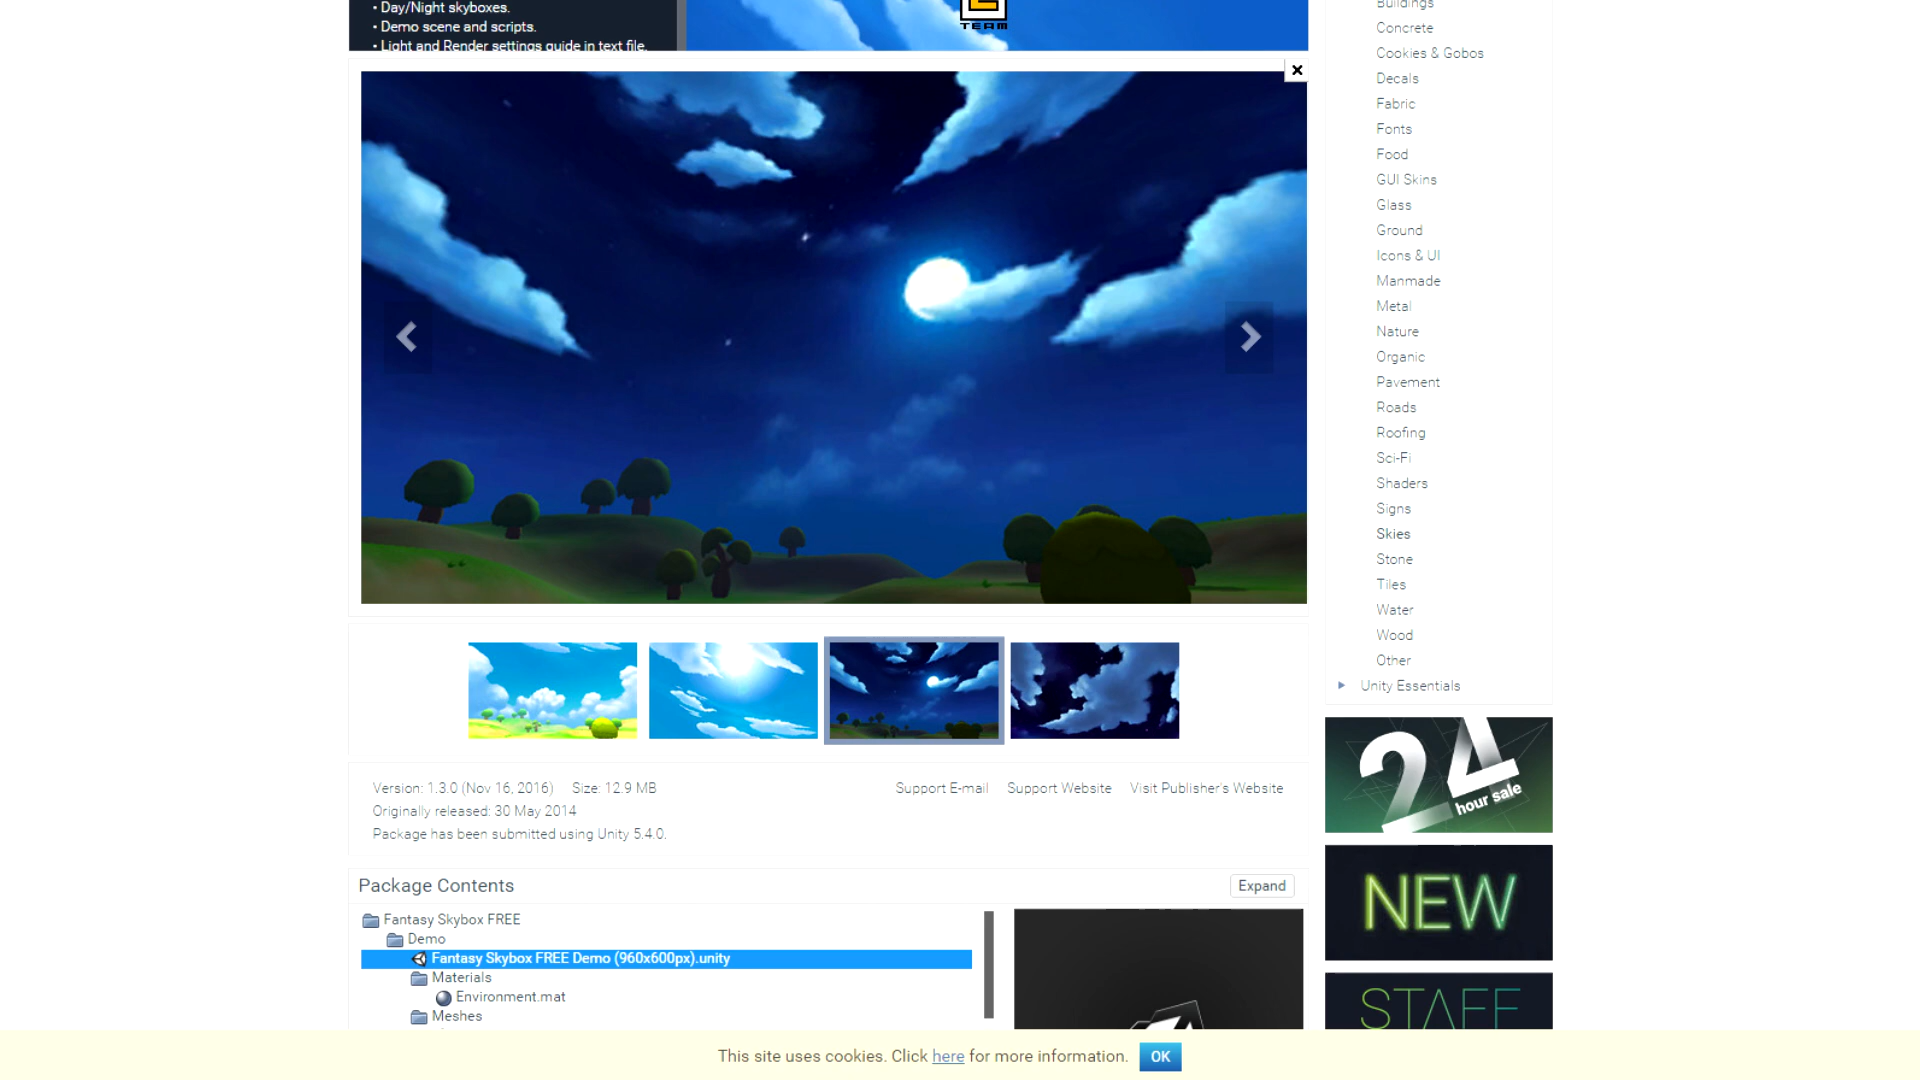 • Day/Night skyboxes.
• Demo scene and scripts.
• Light and Render settings guide in text file.
TEAM
Buildings
Concrete
Cookies & Gobos
Decals
Fabric
Fonts
Food
GUI Skins
Glass
Ground
Icons & UI
Manmade
Metal
Nature
Organic
Pavement
Roads
Roofing
Sci-Fi
Shaders
Signs
Skies
Stone
Tiles
Water
Wood
Other
Unity Essentials
24
hour sale
NEW
STAFF
Version: 1.3.0 (Nov 16, 2016) Size: 12.9 MB
Originally released: 30 May 2014
Package has been submitted using Unity 5.4.0.
Support E-mail Support Website Visit Publisher's Website
Package Contents
Expand
Fantasy Skybox FREE
Demo
Fantasy Skybox FREE Demo (960x600px).unity
Materials
Environment.mat
Meshes
This site uses cookies. Click here for more information. OK